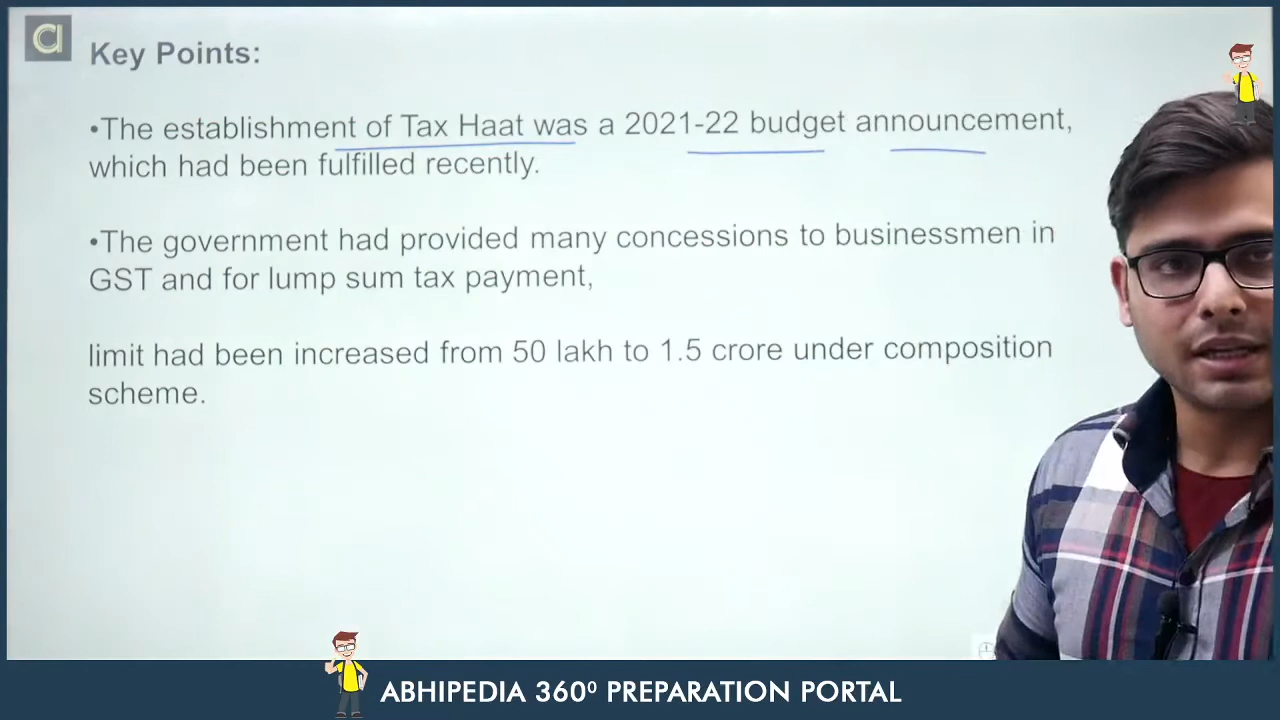 Key Points:
•The establishment of Tax Haat was a 2021-22 budget announcement,
which had been fulfilled recently.
•The government had provided many concessions to businessmen in
GST and for lump sum tax payment,
limit had been increased from 50 lakh to 1.5 crore under composition
scheme.
ABHIPEDIA 360⁰ PREPARATION PORTAL